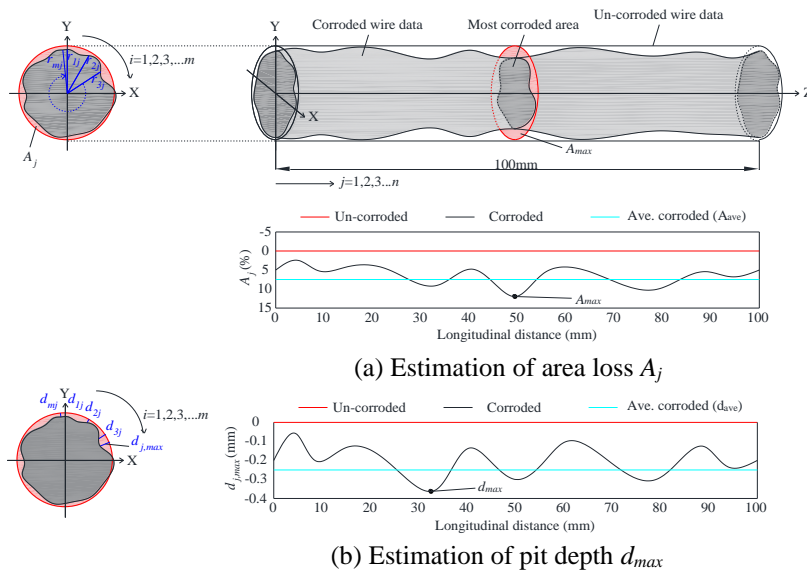 Y
Corroded wire data
Most corroded area
Un-corroded wire data
Y
i=1,2,3,...m
r_mj r_1j r_2j r_3j
X
Z
X
A_j
A_max
100mm
j=1,2,3...n
Un-corroded
Corroded
Ave. corroded (A_ave)
-5
0
5
10
15
A_j (%)
A_max
0 10 20 30 40 50 60 70 80 90 100
Longitudinal distance (mm)
(a) Estimation of area loss A_j
Y
d_mj d_1j d_2j
i=1,2,3,...m
d_3j
d_j,max
X
Un-corroded
Corroded
Ave. corroded (d_ave)
0
-0.1
-0.2
-0.3
-0.4
d_j,max (mm)
d_max
0 10 20 30 40 50 60 70 80 90 100
Longitudinal distance (mm)
(b) Estimation of pit depth d_max